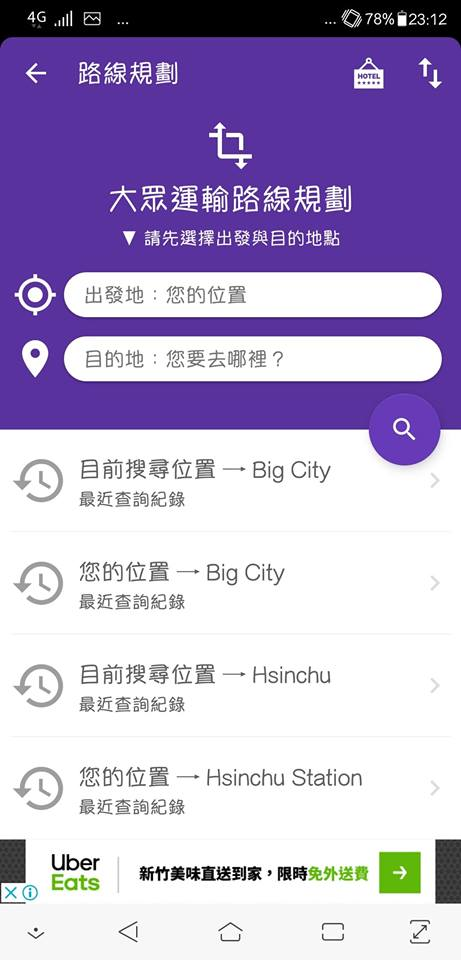 4G ... ... 78% 23:12
路線規劃
HOTEL
大眾運輸路線規劃
▼ 請先選擇出發與目的地點
出發地：您的位置
目的地：您要去哪裡？
目前搜尋位置 → Big City
最近查詢紀錄
您的位置 → Big City
最近查詢紀錄
目前搜尋位置 → Hsinchu
最近查詢紀錄
您的位置 → Hsinchu Station
最近查詢紀錄
Uber
Eats
新竹美味直送到家，限時免外送費